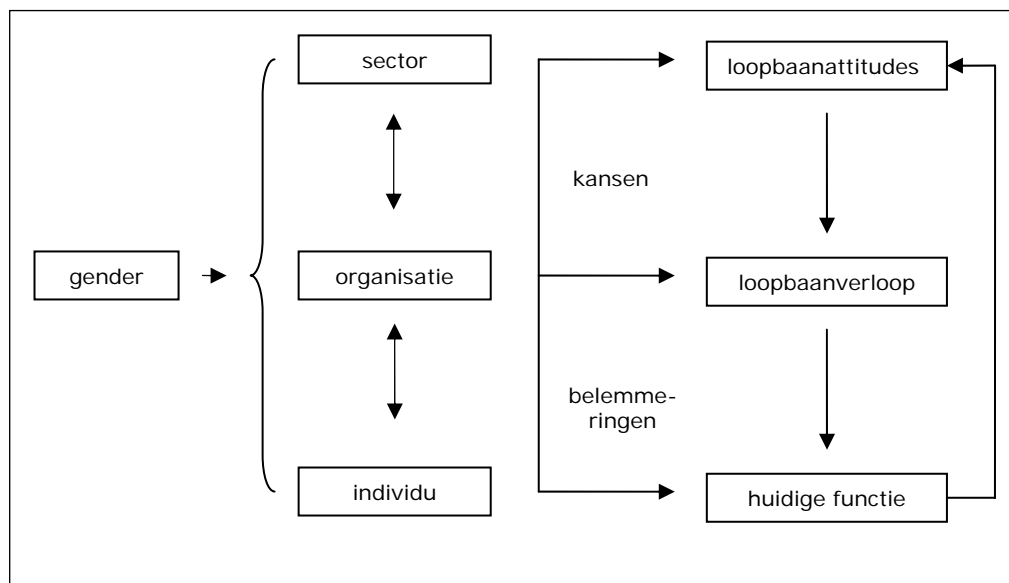 sector
loopbaanattitudes
kansen
gender
organisatie
loopbaanverloop
belemme-
ringen
individu
huidige functie